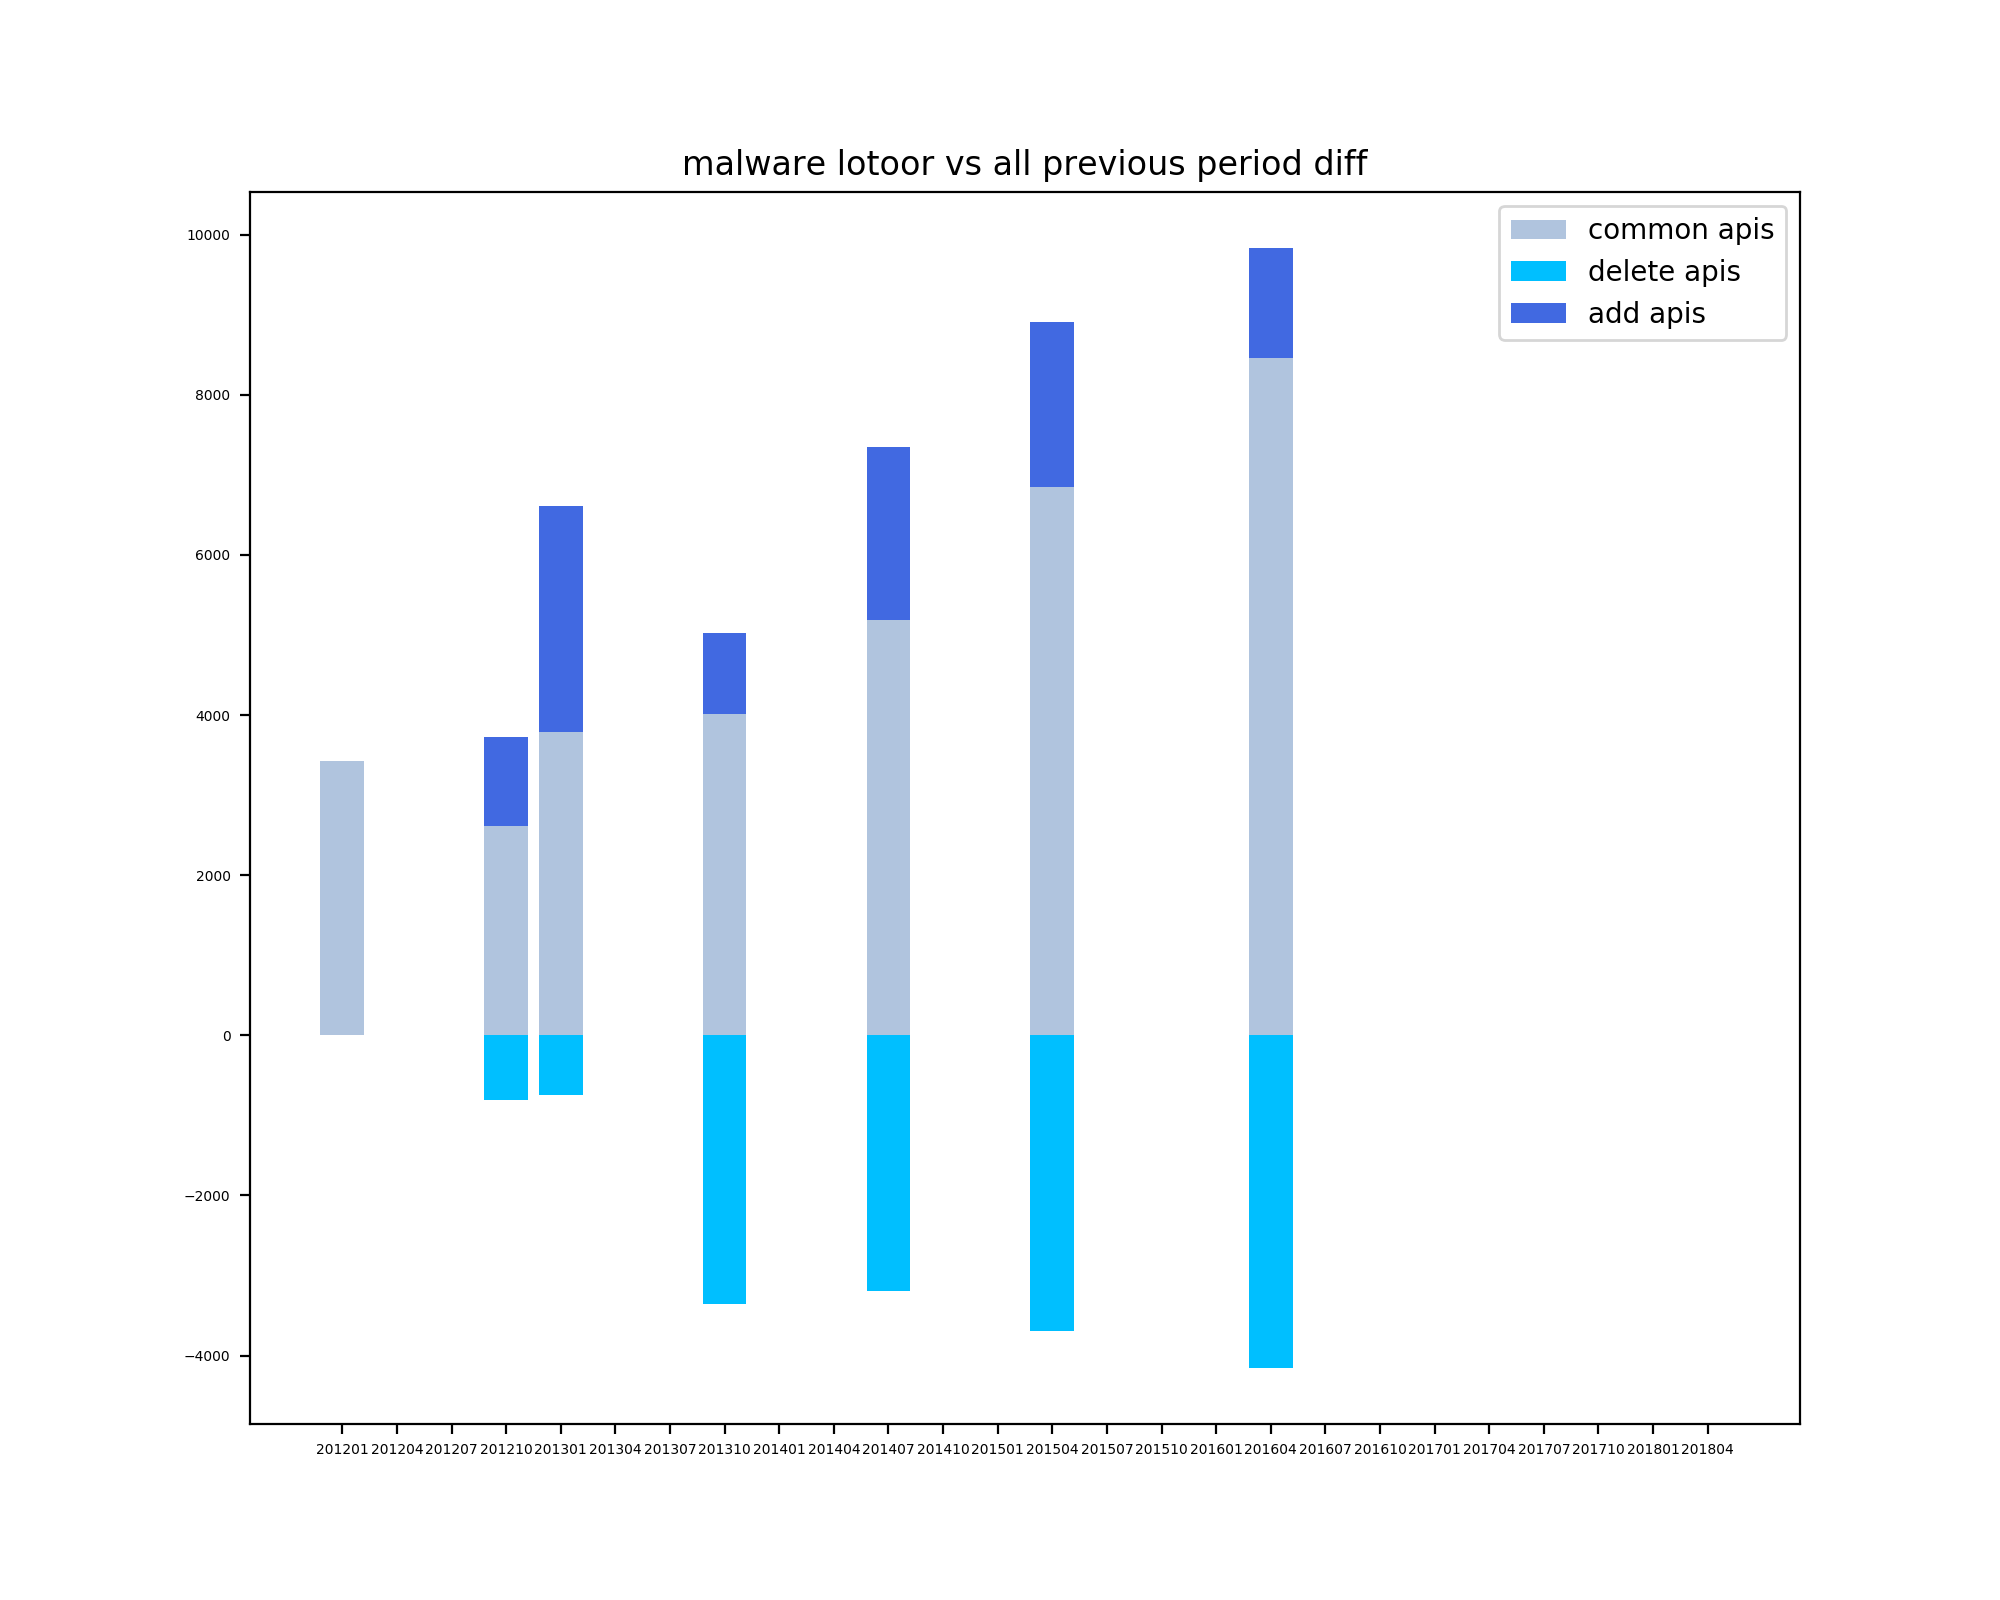 malware lotoor vs all previous period diff
common apis
delete apis
add apis
10000
8000
6000
4000
2000
0
−2000
−4000
201201 201204 201207 201210 201301 201304 201307 201310 201401 201404 201407 201410 201501 201504 201507 201510 201601 201604 201607 201610 201701 201704 201707 201710 201801 201804